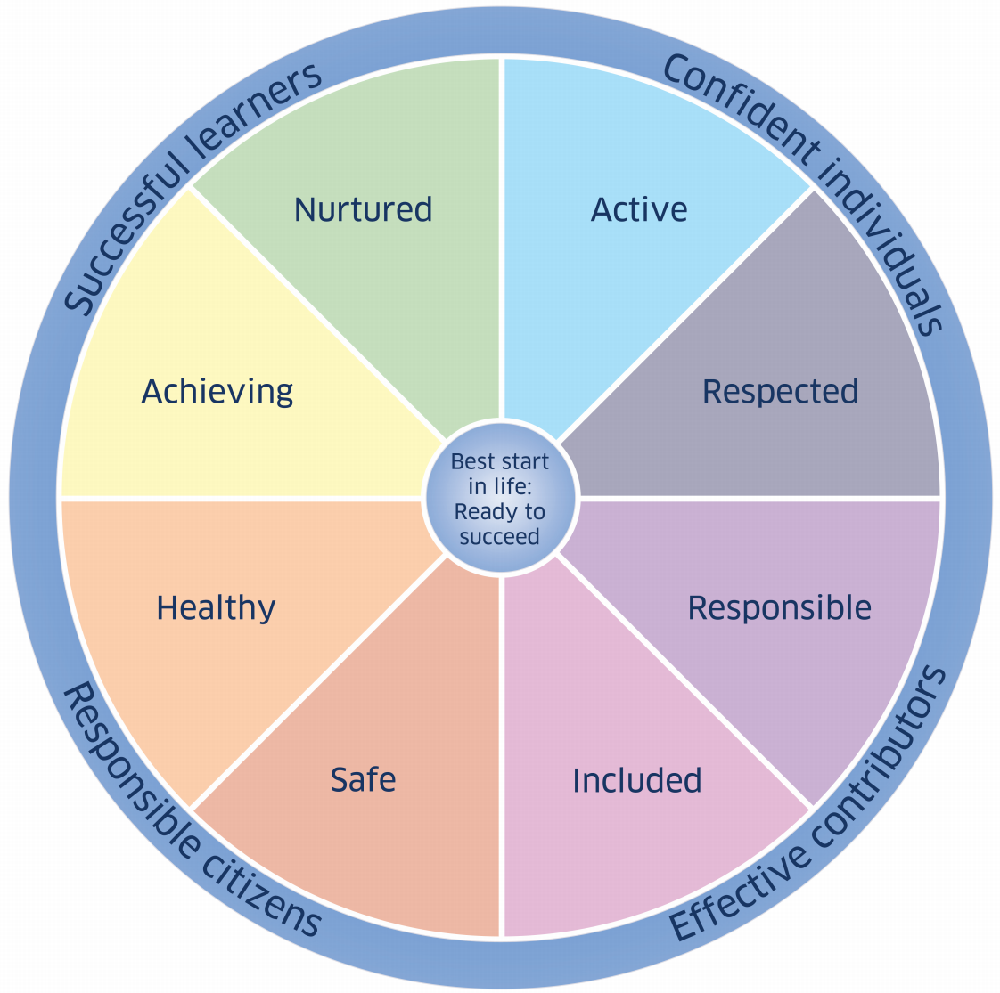 Successful learners
Confident individuals
Nurtured
Active
Achieving
Respected
Best start
in life:
Ready to
succeed
Healthy
Responsible
Safe
Included
Responsible citizens
Effective contributors